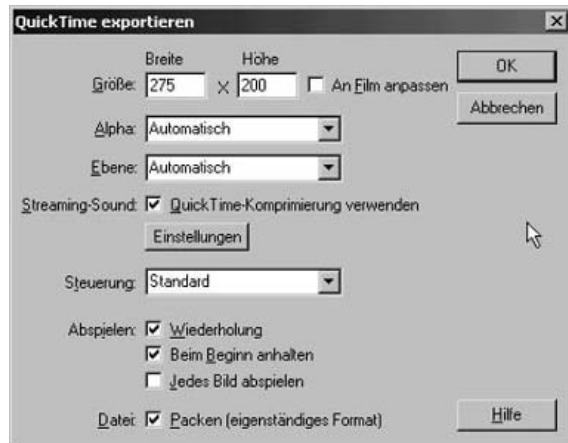 QuickTime exportieren
Breite Höhe
Größe: 275 x 200 An Film anpassen
OK
Abbrechen
Alpha: Automatisch
Ebene: Automatisch
Streaming-Sound: QuickTime-Komprimierung verwenden
Einstellungen
Steuerung: Standard
Abspielen: Wiederholung
Beim Beginn anhalten
Jedes Bild abspielen
Datei: Packen (eigenständiges Format)
Hilfe